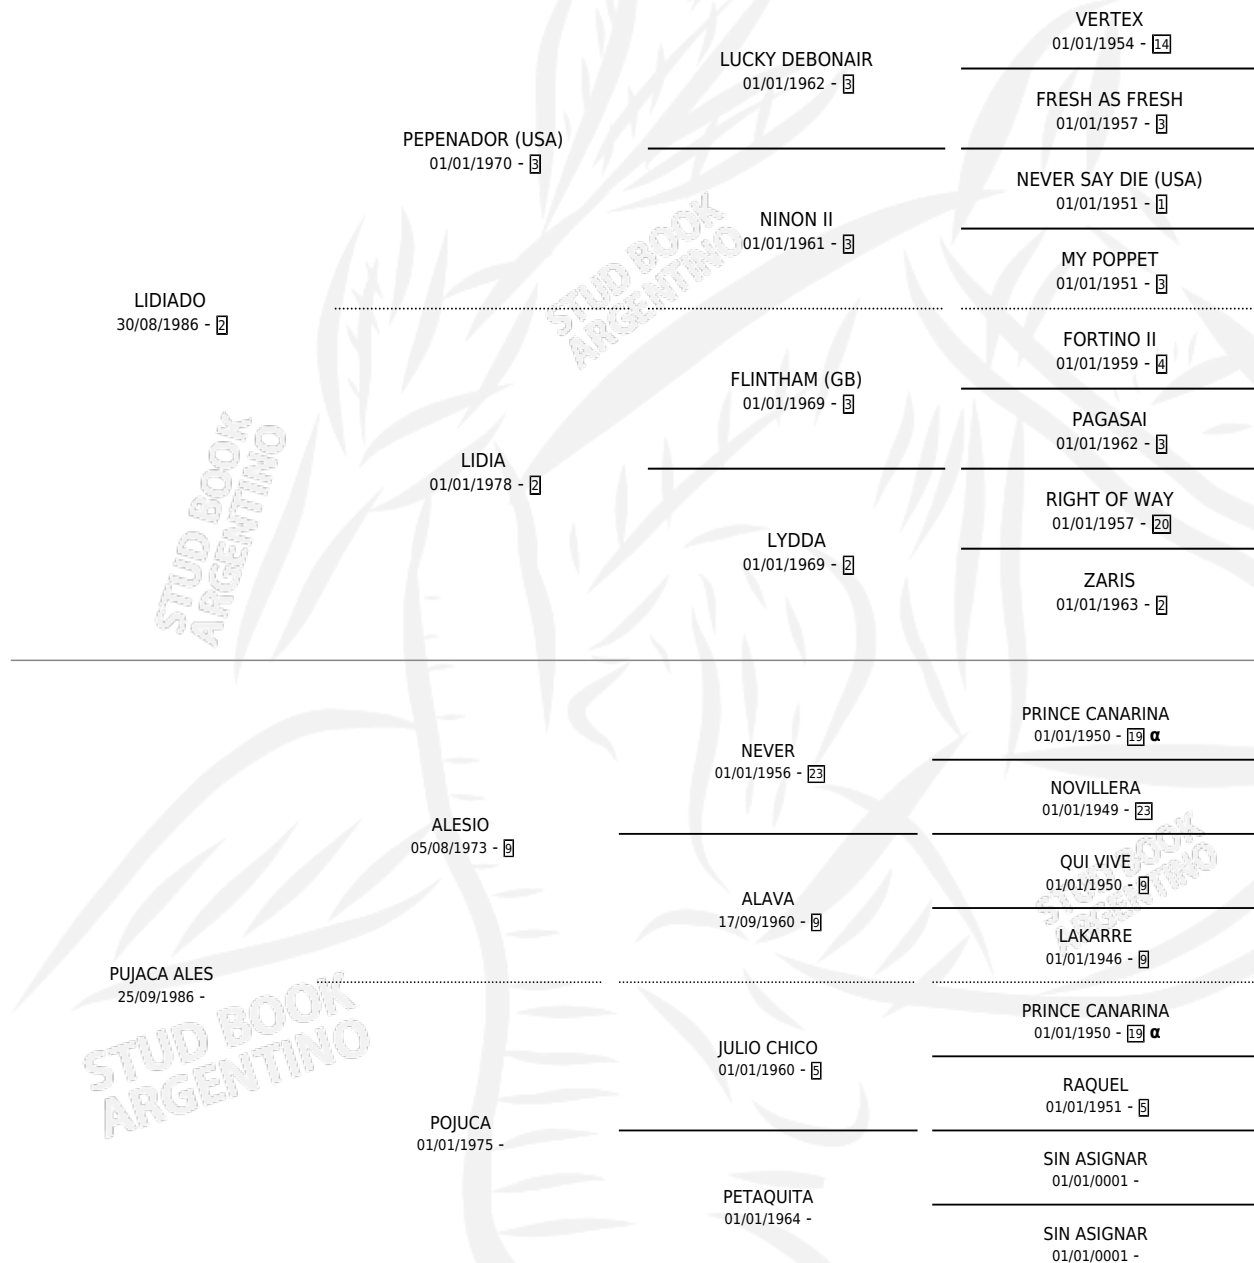 VERTEX
01/01/1954 - 14
LUCKY DEBONAIR
01/01/1962 - 3
FRESH AS FRESH
01/01/1957 - 3
PEPENADOR (USA)
01/01/1970 - 3
NEVER SAY DIE (USA)
01/01/1951 - 1
NINON II
01/01/1961 - 3
MY POPPET
01/01/1951 - 3
STUD BOOK
ARGENTINO
LIDIADO
30/08/1986 - 2
FORTINO II
01/01/1959 - 4
FLINTHAM (GB)
01/01/1969 - 3
PAGASAI
01/01/1962 - 3
LIDIA
01/01/1978 - 2
RIGHT OF WAY
01/01/1957 - 20
LYDDA
01/01/1969 - 2
ZARIS
01/01/1963 - 2
STUD BOOK
ARGENTINO
PRINCE CANARINA
01/01/1950 - 19 α
NEVER
01/01/1956 - 23
NOVILLERA
01/01/1949 - 23
ALESIO
05/08/1973 - 9
QUI VIVE
01/01/1950 - 9
ALAVA
17/09/1960 - 9
LAKARRE
01/01/1946 - 9
STUD BOOK
ARGENTINO
PUJACA ALES
25/09/1986 -
PRINCE CANARINA
01/01/1950 - 19 α
JULIO CHICO
01/01/1960 - 5
RAQUEL
01/01/1951 - 5
POJUCA
01/01/1975 -
SIN ASIGNAR
01/01/0001 -
PETAQUITA
01/01/1964 -
SIN ASIGNAR
01/01/0001 -
STUD BOOK
ARGENTINO